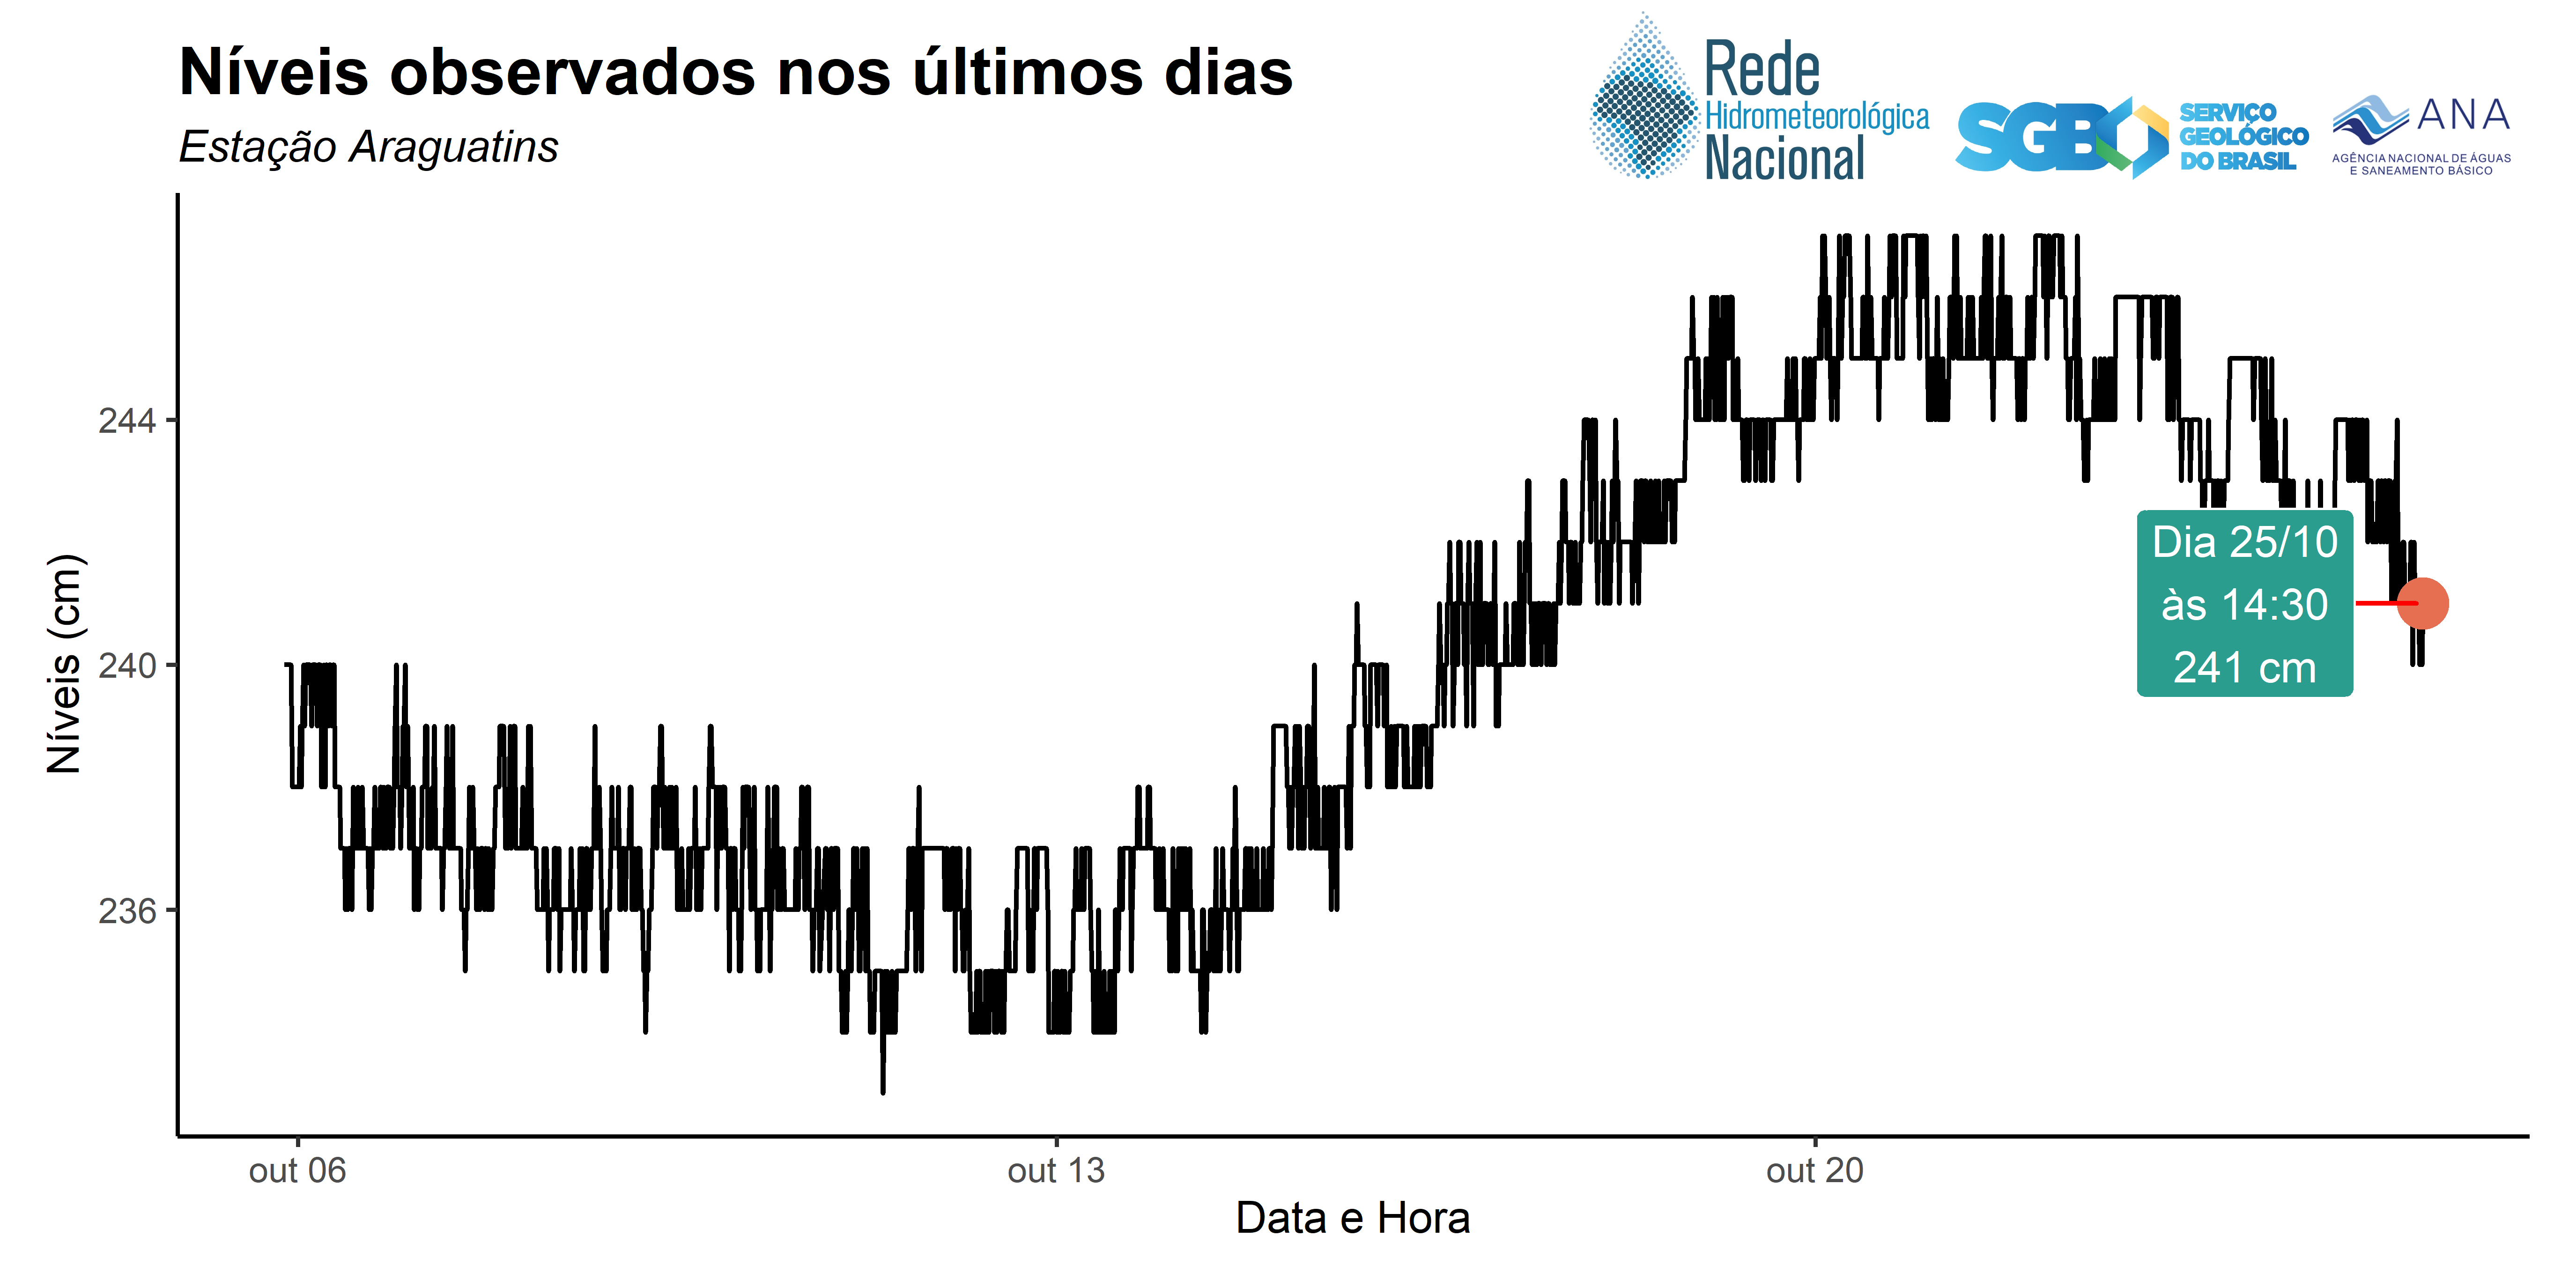 Níveis observados nos últimos dias
Estação Araguatins
Rede
Hidrometeorológica
Nacional
SGB
SERVIÇO
GEOLÓGICO
DO BRASIL
ANA
AGÊNCIA NACIONAL DE ÁGUAS
E SANEAMENTO BÁSICO
Níveis (cm)
244
240
236
Dia 25/10
às 14:30
241 cm
out 06
out 13
out 20
Data e Hora